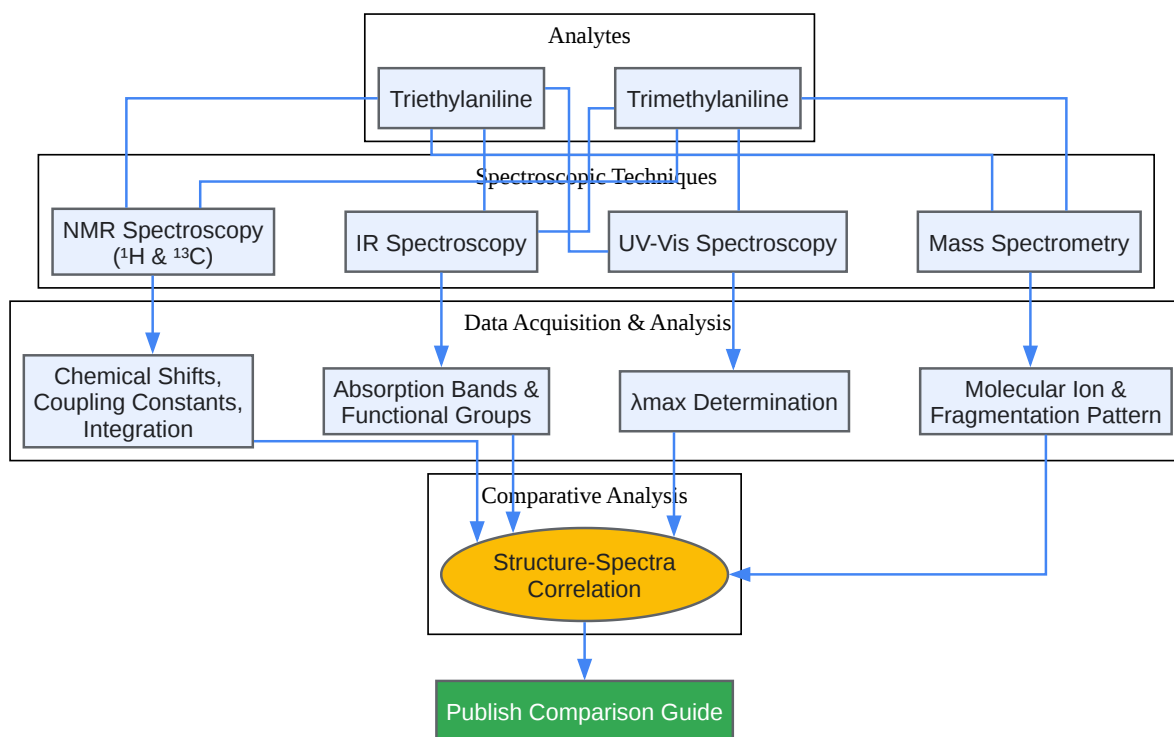 Analytes
Triethylaniline
Trimethylaniline
Spectroscopic Techniques
NMR Spectroscopy
(¹H & ¹³C)
IR Spectroscopy
UV-Vis Spectroscopy
Mass Spectrometry
Data Acquisition & Analysis
Chemical Shifts,
Coupling Constants,
Integration
Absorption Bands &
Functional Groups
λmax Determination
Molecular Ion &
Fragmentation Pattern
Comparative Analysis
Structure-Spectra
Correlation
Publish Comparison Guide